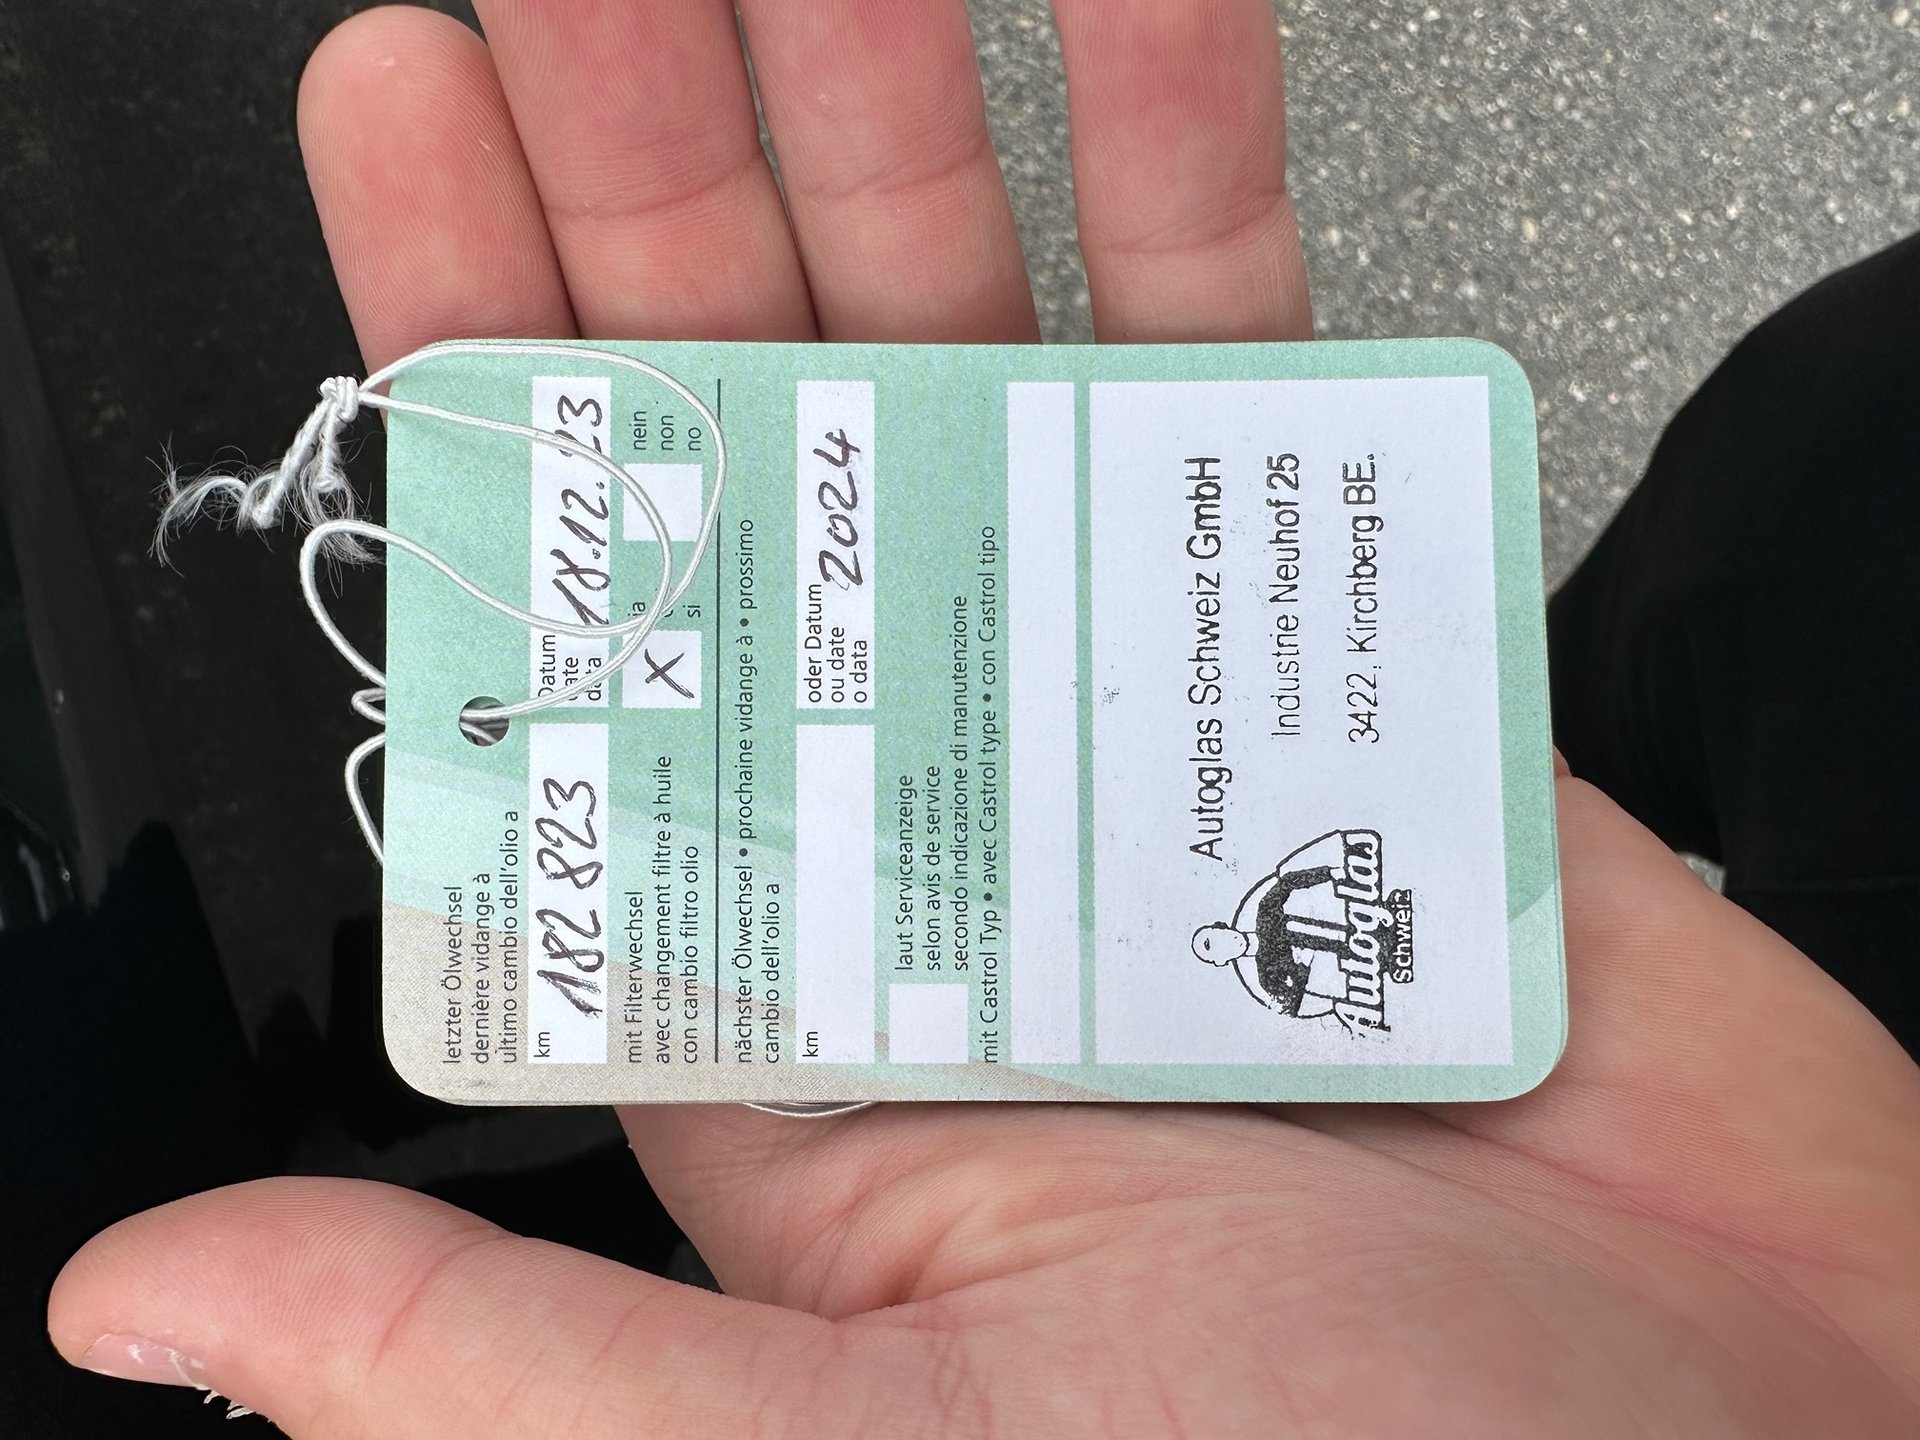 letzter Ölwechsel
dernière vidange à
ultimo cambio dell'olio a
km 182 823
Datum
data 18.12.
mit Filterwechsel
avec changement filtre à huile
con cambio filtro olio
X
si
nein
non
no
nächster Ölwechsel • prochaine vidange à • prossimo
cambio dell'olio a
km
oder Datum
ou date
o data
2024
laut Serviceanzeige
selon avis de service
secondo indicazione di manutenzione
mit Castrol Typ • avec Castrol type • con Castrol tipo
Autoglas Schweiz GmbH
Industrie Neuhof 25
3422. Kirchberg BE.
Autoglas
Schweiz